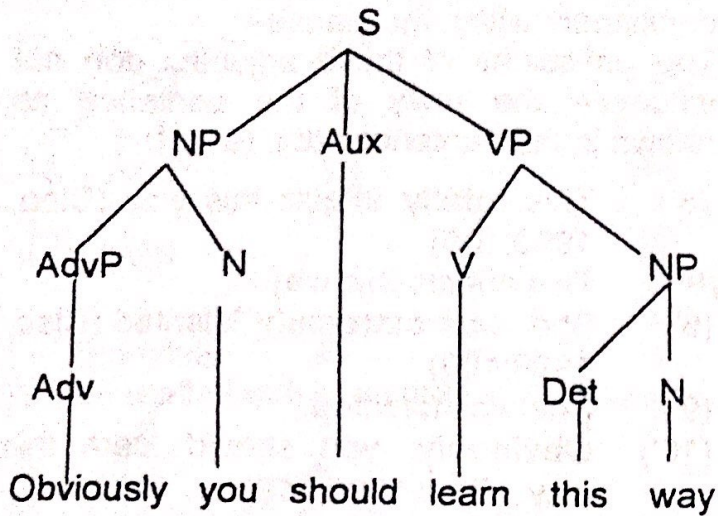 S
NP Aux VP
AdvP N V NP
Adv Det N
Obviously you should learn this way